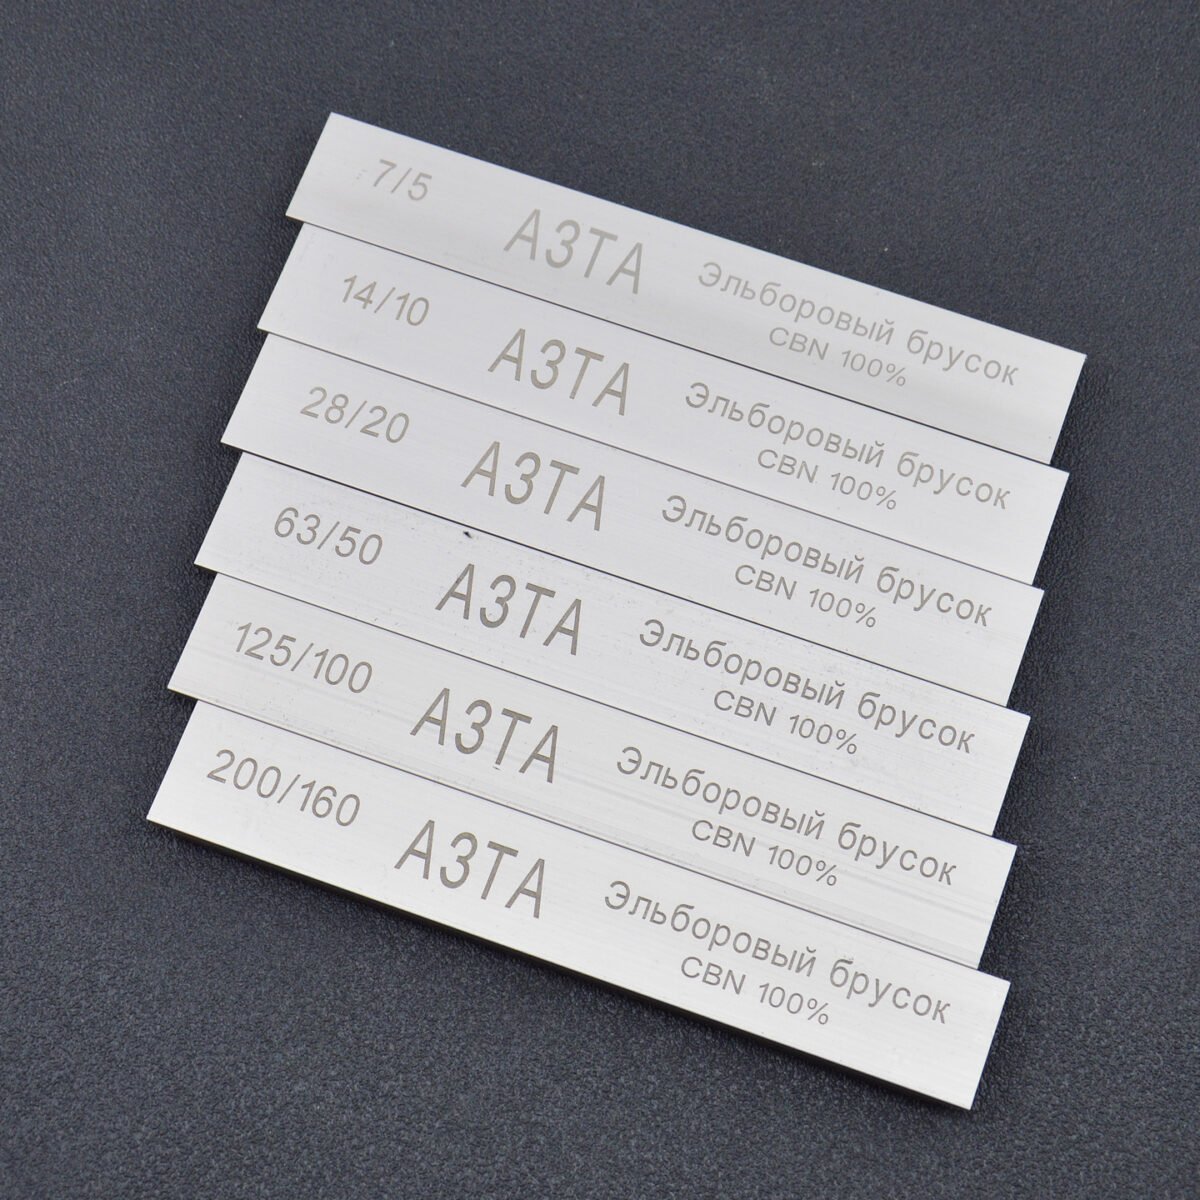 7/5 АЗТА Эльборовый брусок
CBN 100%
14/10 АЗТА Эльборовый брусок
CBN 100%
28/20 АЗТА Эльборовый брусок
CBN 100%
63/50 АЗТА Эльборовый брусок
CBN 100%
125/100 АЗТА Эльборовый брусок
CBN 100%
200/160 АЗТА Эльборовый брусок
CBN 100%